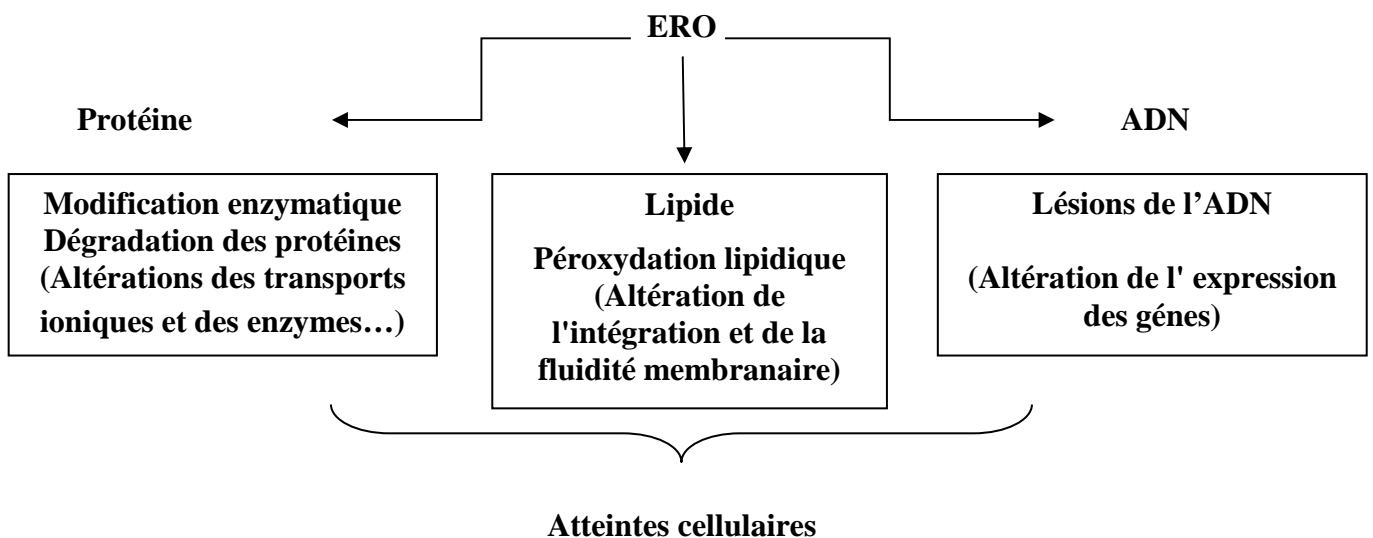 ERO
Protéine
ADN
Modification enzymatique
Dégradation des protéines
(Altérations des transports
ioniques et des enzymes…)
Lipide
Péroxydation lipidique
(Altération de
l'intégration et de la
fluidité membranaire)
Lésions de l’ADN
(Altération de l' expression
des génes)
Atteintes cellulaires